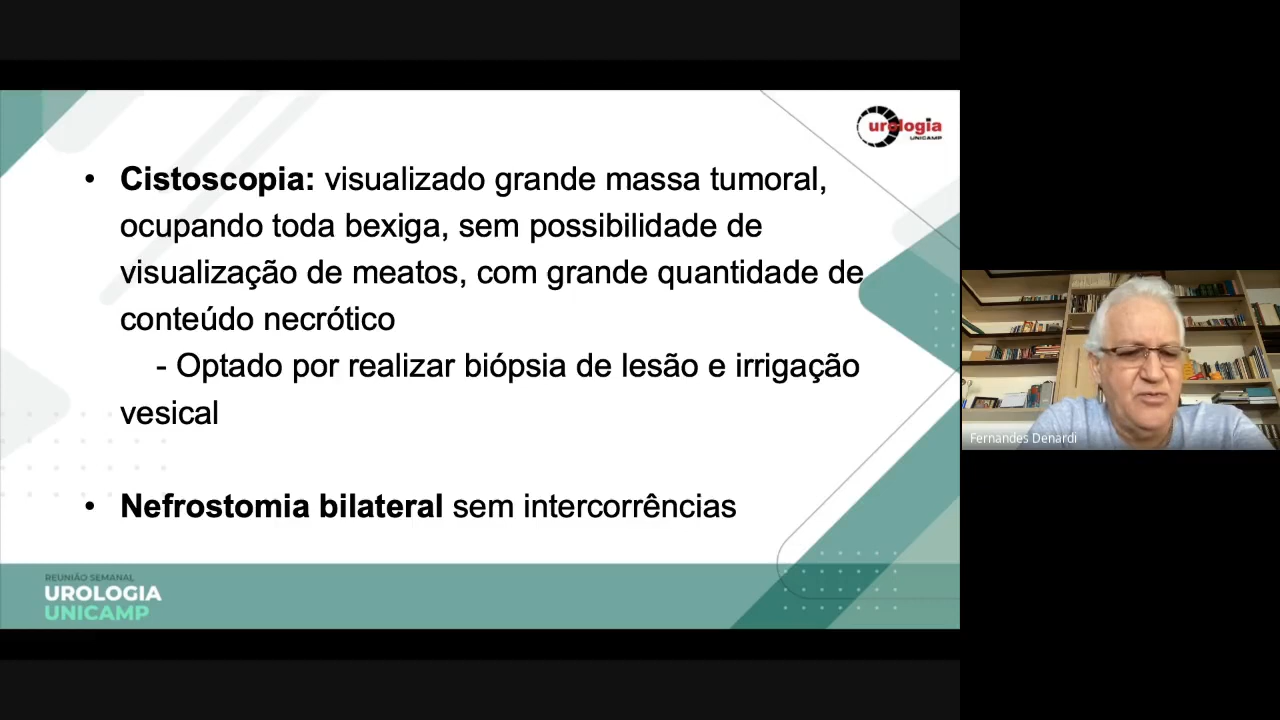 urologia
UNICAMP
• Cistoscopia: visualizado grande massa tumoral,
ocupando toda bexiga, sem possibilidade de
visualização de meatos, com grande quantidade de
conteúdo necrótico
- Optado por realizar biópsia de lesão e irrigação
vesical
• Nefrostomia bilateral sem intercorrências
REUNIÃO SEMANAL
UROLOGIA
UNICAMP
Fernandes Denardi